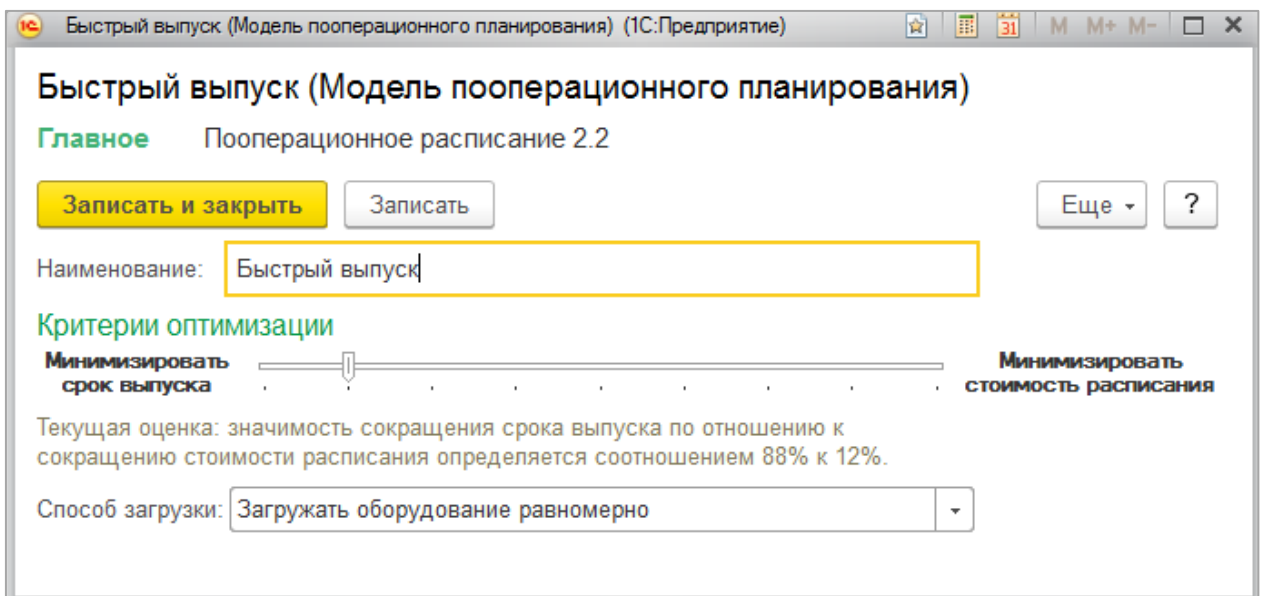 Быстрый выпуск (Модель пооперационного планирования) (1С:Предприятие) 31 M M+ M-
Быстрый выпуск (Модель пооперационного планирования)
Главное Пооперационное расписание 2.2
Записать и закрыть Записать Еще ?
Наименование: Быстрый выпуск
Критерии оптимизации
Минимизировать срок выпуска Минимизировать стоимость расписания
Текущая оценка: значимость сокращения срока выпуска по отношению к
сокращению стоимости расписания определяется соотношением 88% к 12%.
Способ загрузки: Загружать оборудование равномерно